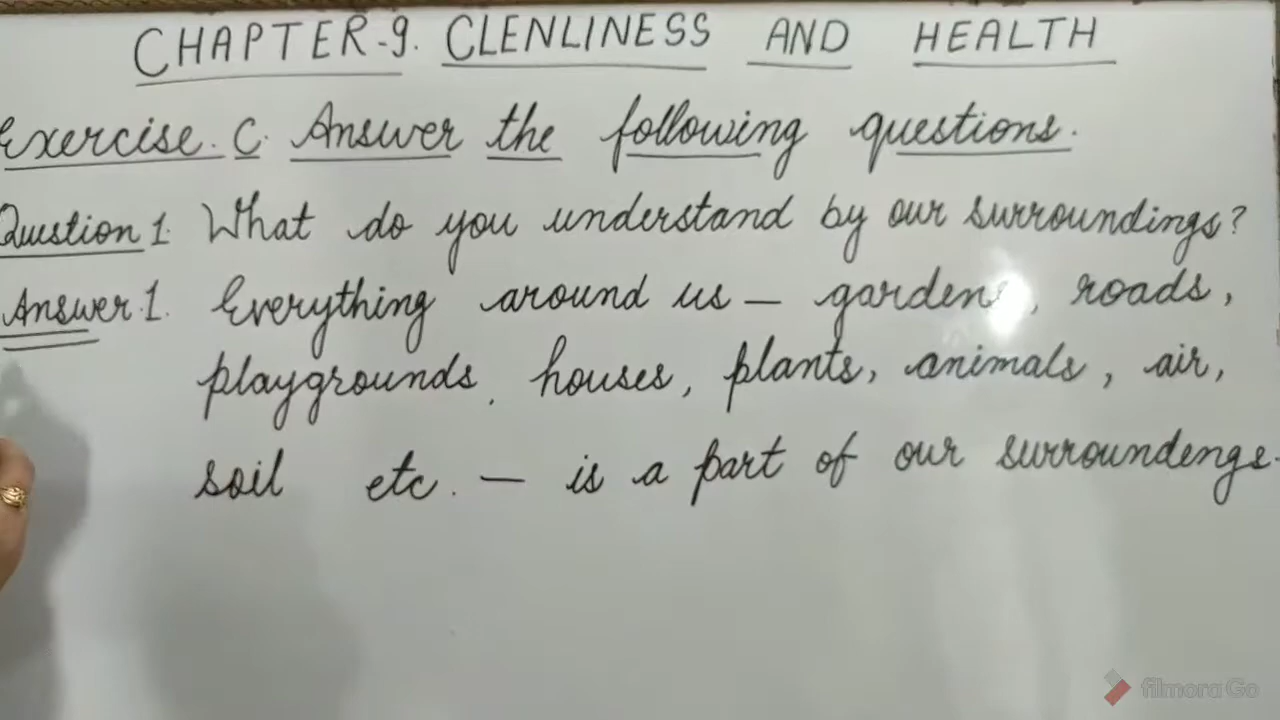 CHAPTER-9. CLENLINESS AND HEALTH
Exercise. C. Answer the following questions.
Question 1. What do you understand by our surroundings?
Answer.1. Everything around us — gardens, roads,
playgrounds, houses, plants, animals, air,
soil etc. — is a part of our surroundengs.
filmoraGo